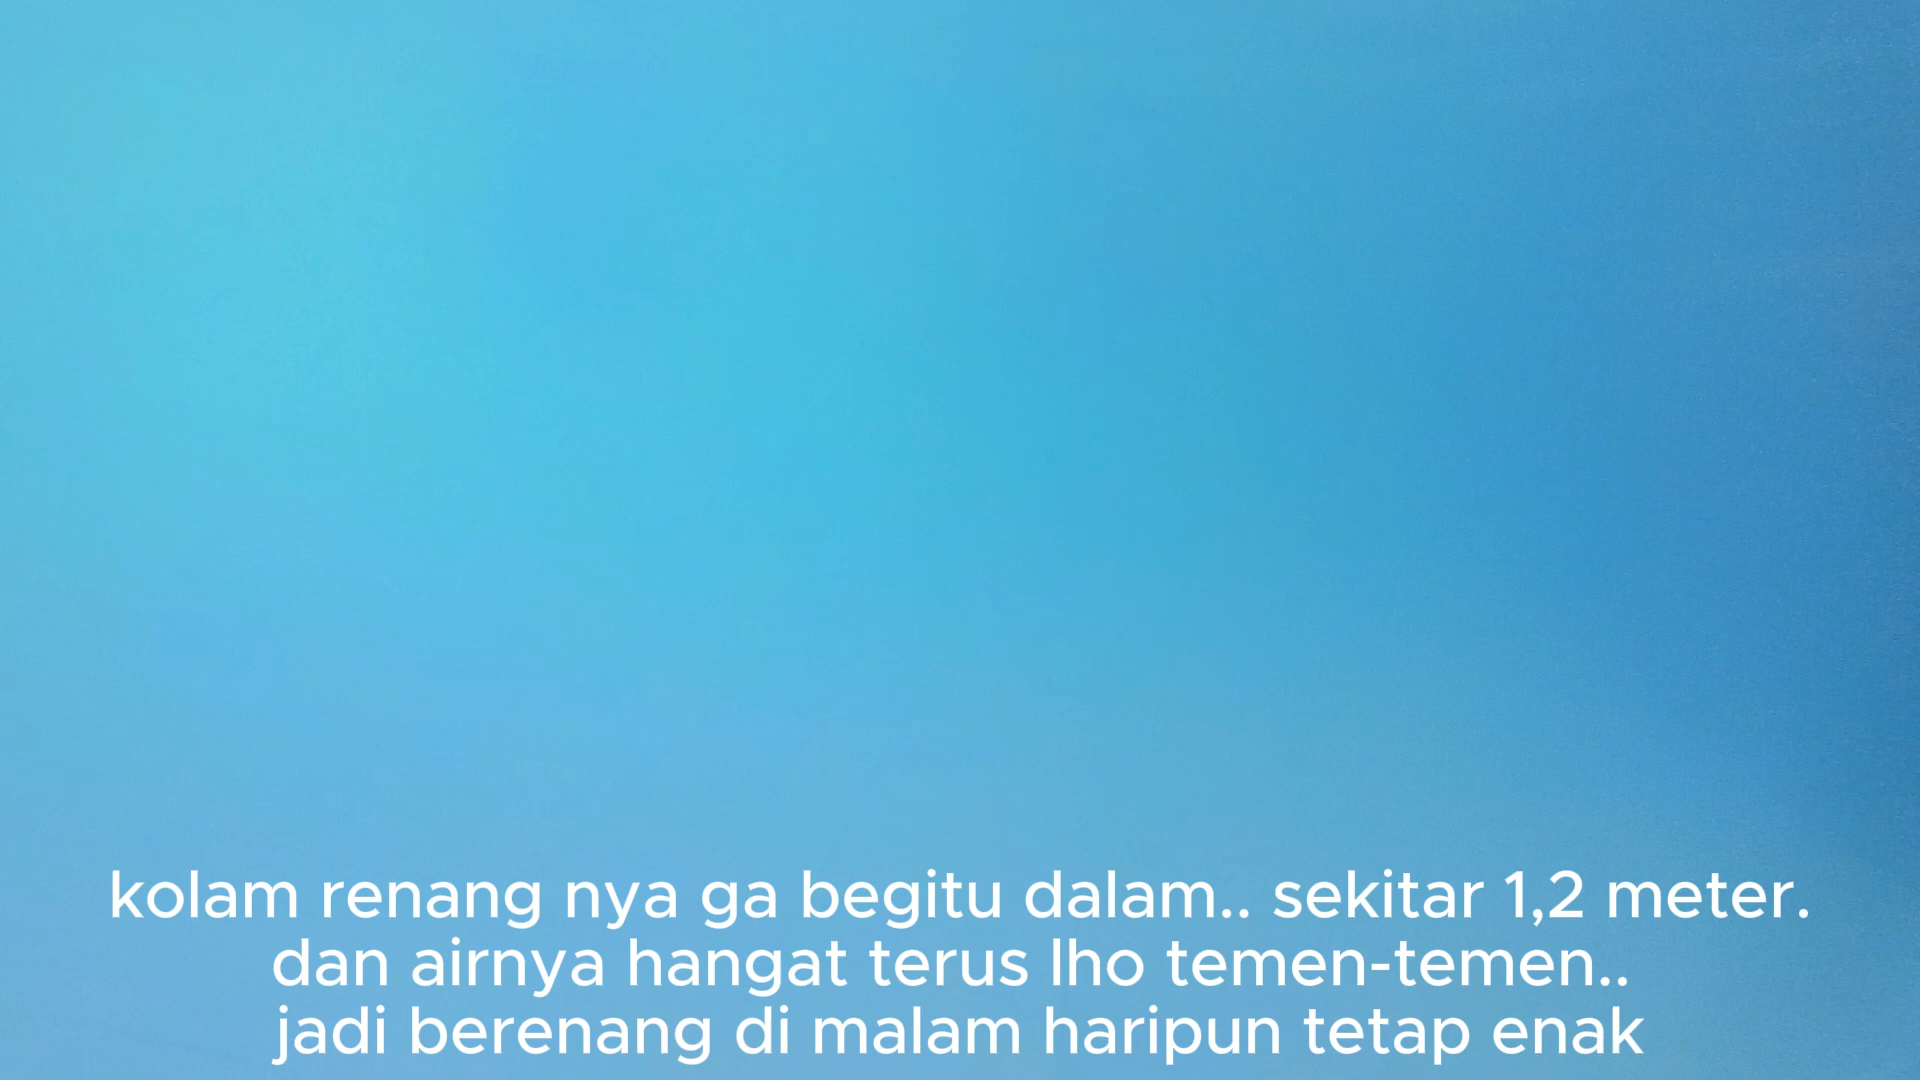 kolam renang nya ga begitu dalam.. sekitar 1,2 meter.
dan airnya hangat terus lho temen-temen..
jadi berenang di malam haripun tetap enak